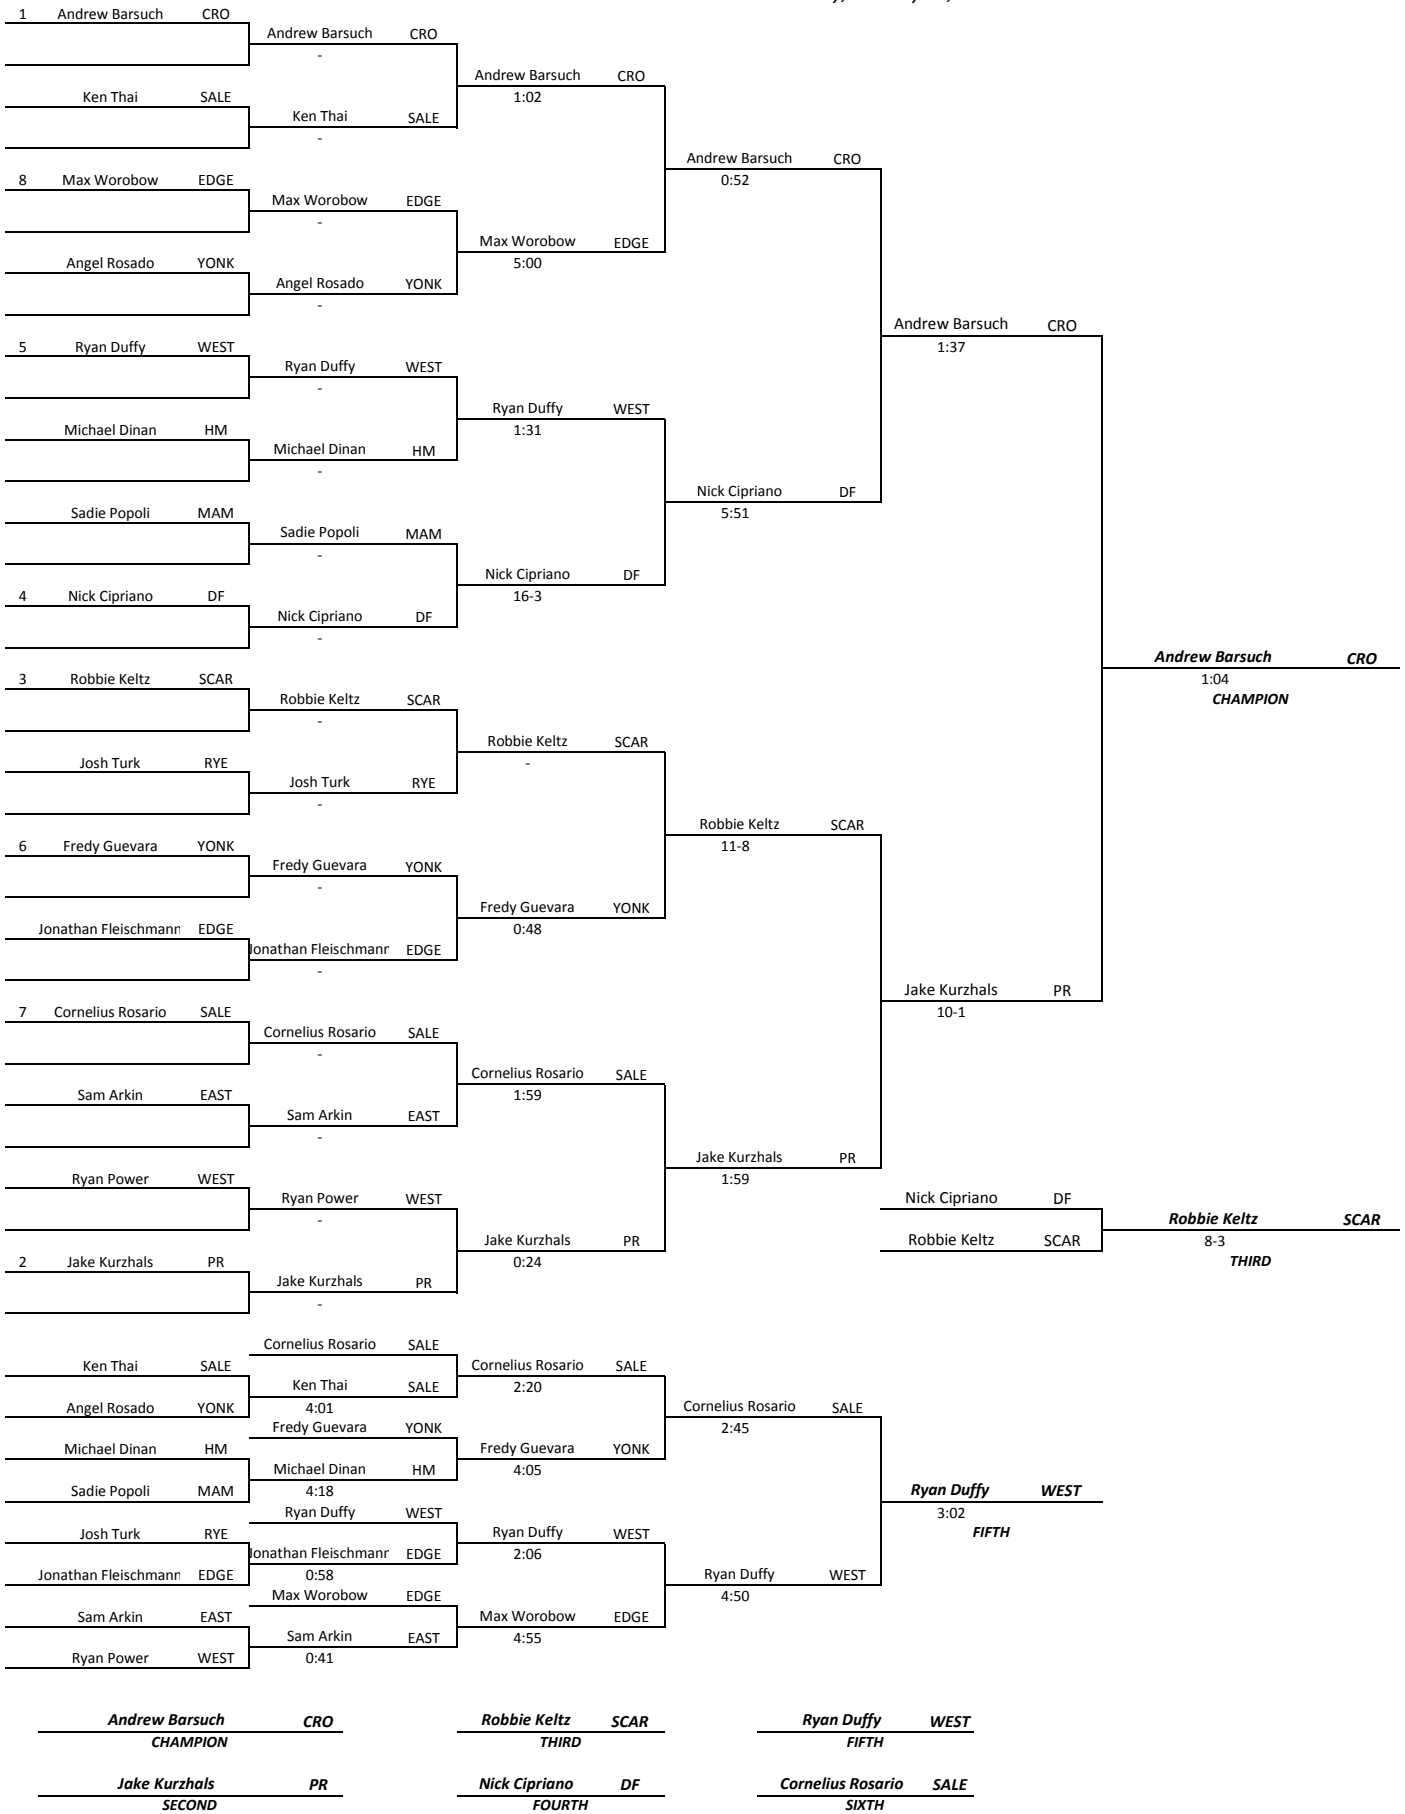 1 Andrew Barsuch CRO
Andrew Barsuch CRO
-
Andrew Barsuch CRO
1:02
Ken Thai SALE
Ken Thai SALE
-
Andrew Barsuch CRO
0:52
8 Max Worobow EDGE
Max Worobow EDGE
-
Max Worobow EDGE
5:00
Angel Rosado YONK
Angel Rosado YONK
-
Andrew Barsuch CRO
1:37
5 Ryan Duffy WEST
Ryan Duffy WEST
-
Ryan Duffy WEST
1:31
Michael Dinan HM
Michael Dinan HM
-
Nick Cipriano DF
5:51
Sadie Popoli MAM
Sadie Popoli MAM
-
Nick Cipriano DF
16-3
4 Nick Cipriano DF
Nick Cipriano DF
-
Andrew Barsuch CRO
1:04
CHAMPION
3 Robbie Keltz SCAR
Robbie Keltz SCAR
-
Robbie Keltz SCAR
-
Josh Turk RYE
Josh Turk RYE
-
Robbie Keltz SCAR
11-8
6 Fredy Guevara YONK
Fredy Guevara YONK
-
Fredy Guevara YONK
0:48
Jonathan Fleischmann EDGE
Jonathan Fleischmann EDGE
-
Jake Kurzhals PR
10-1
7 Cornelius Rosario SALE
Cornelius Rosario SALE
-
Cornelius Rosario SALE
1:59
Sam Arkin EAST
Sam Arkin EAST
-
Jake Kurzhals PR
1:59
Ryan Power WEST
Ryan Power WEST
-
Jake Kurzhals PR
0:24
2 Jake Kurzhals PR
Jake Kurzhals PR
-
Nick Cipriano DF
Robbie Keltz SCAR
Robbie Keltz SCAR
8-3
THIRD
Cornelius Rosario SALE
Ken Thai SALE
Cornelius Rosario SALE
2:20
Ken Thai SALE
4:01
Angel Rosado YONK
Cornelius Rosario SALE
2:45
Fredy Guevara YONK
Michael Dinan HM
Fredy Guevara YONK
4:05
Michael Dinan HM
4:18
Sadie Popoli MAM
Ryan Duffy WEST
3:02
FIFTH
Ryan Duffy WEST
Josh Turk RYE
Ryan Duffy WEST
2:06
Jonathan Fleischmann EDGE
0:58
Jonathan Fleischmann EDGE
Ryan Duffy WEST
4:50
Max Worobow EDGE
Sam Arkin EAST
Max Worobow EDGE
4:55
Sam Arkin EAST
0:41
Ryan Power WEST
Andrew Barsuch CRO
CHAMPION
Robbie Keltz SCAR
THIRD
Ryan Duffy WEST
FIFTH
Jake Kurzhals PR
SECOND
Nick Cipriano DF
FOURTH
Cornelius Rosario SALE
SIXTH